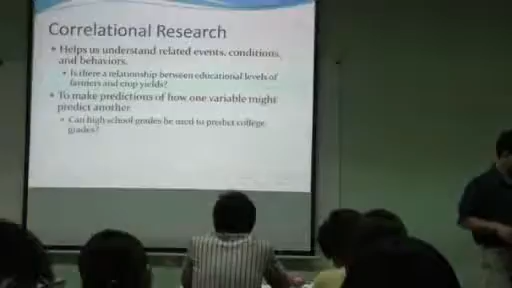 Correlational Research
• Helps us understand related events, conditions,
and behaviors.
• Is there a relationship between educational levels of
farmers and crop yields?
• To make predictions of how one variable might
predict another
• Can high school grades be used to predict college
grades?